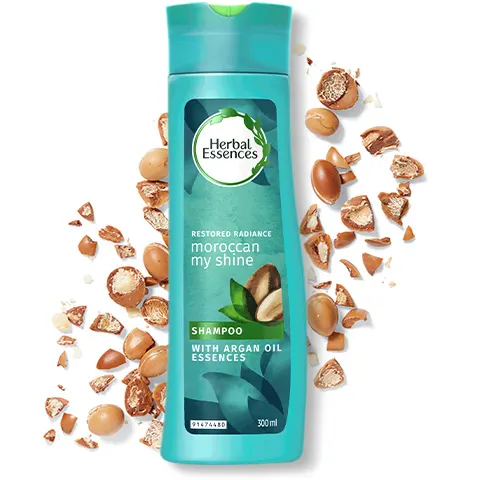 Herbal
Essences
RESTORED RADIANCE
moroccan
my shine
SHAMPOO
WITH ARGAN OIL
ESSENCES
91474480
300 ml